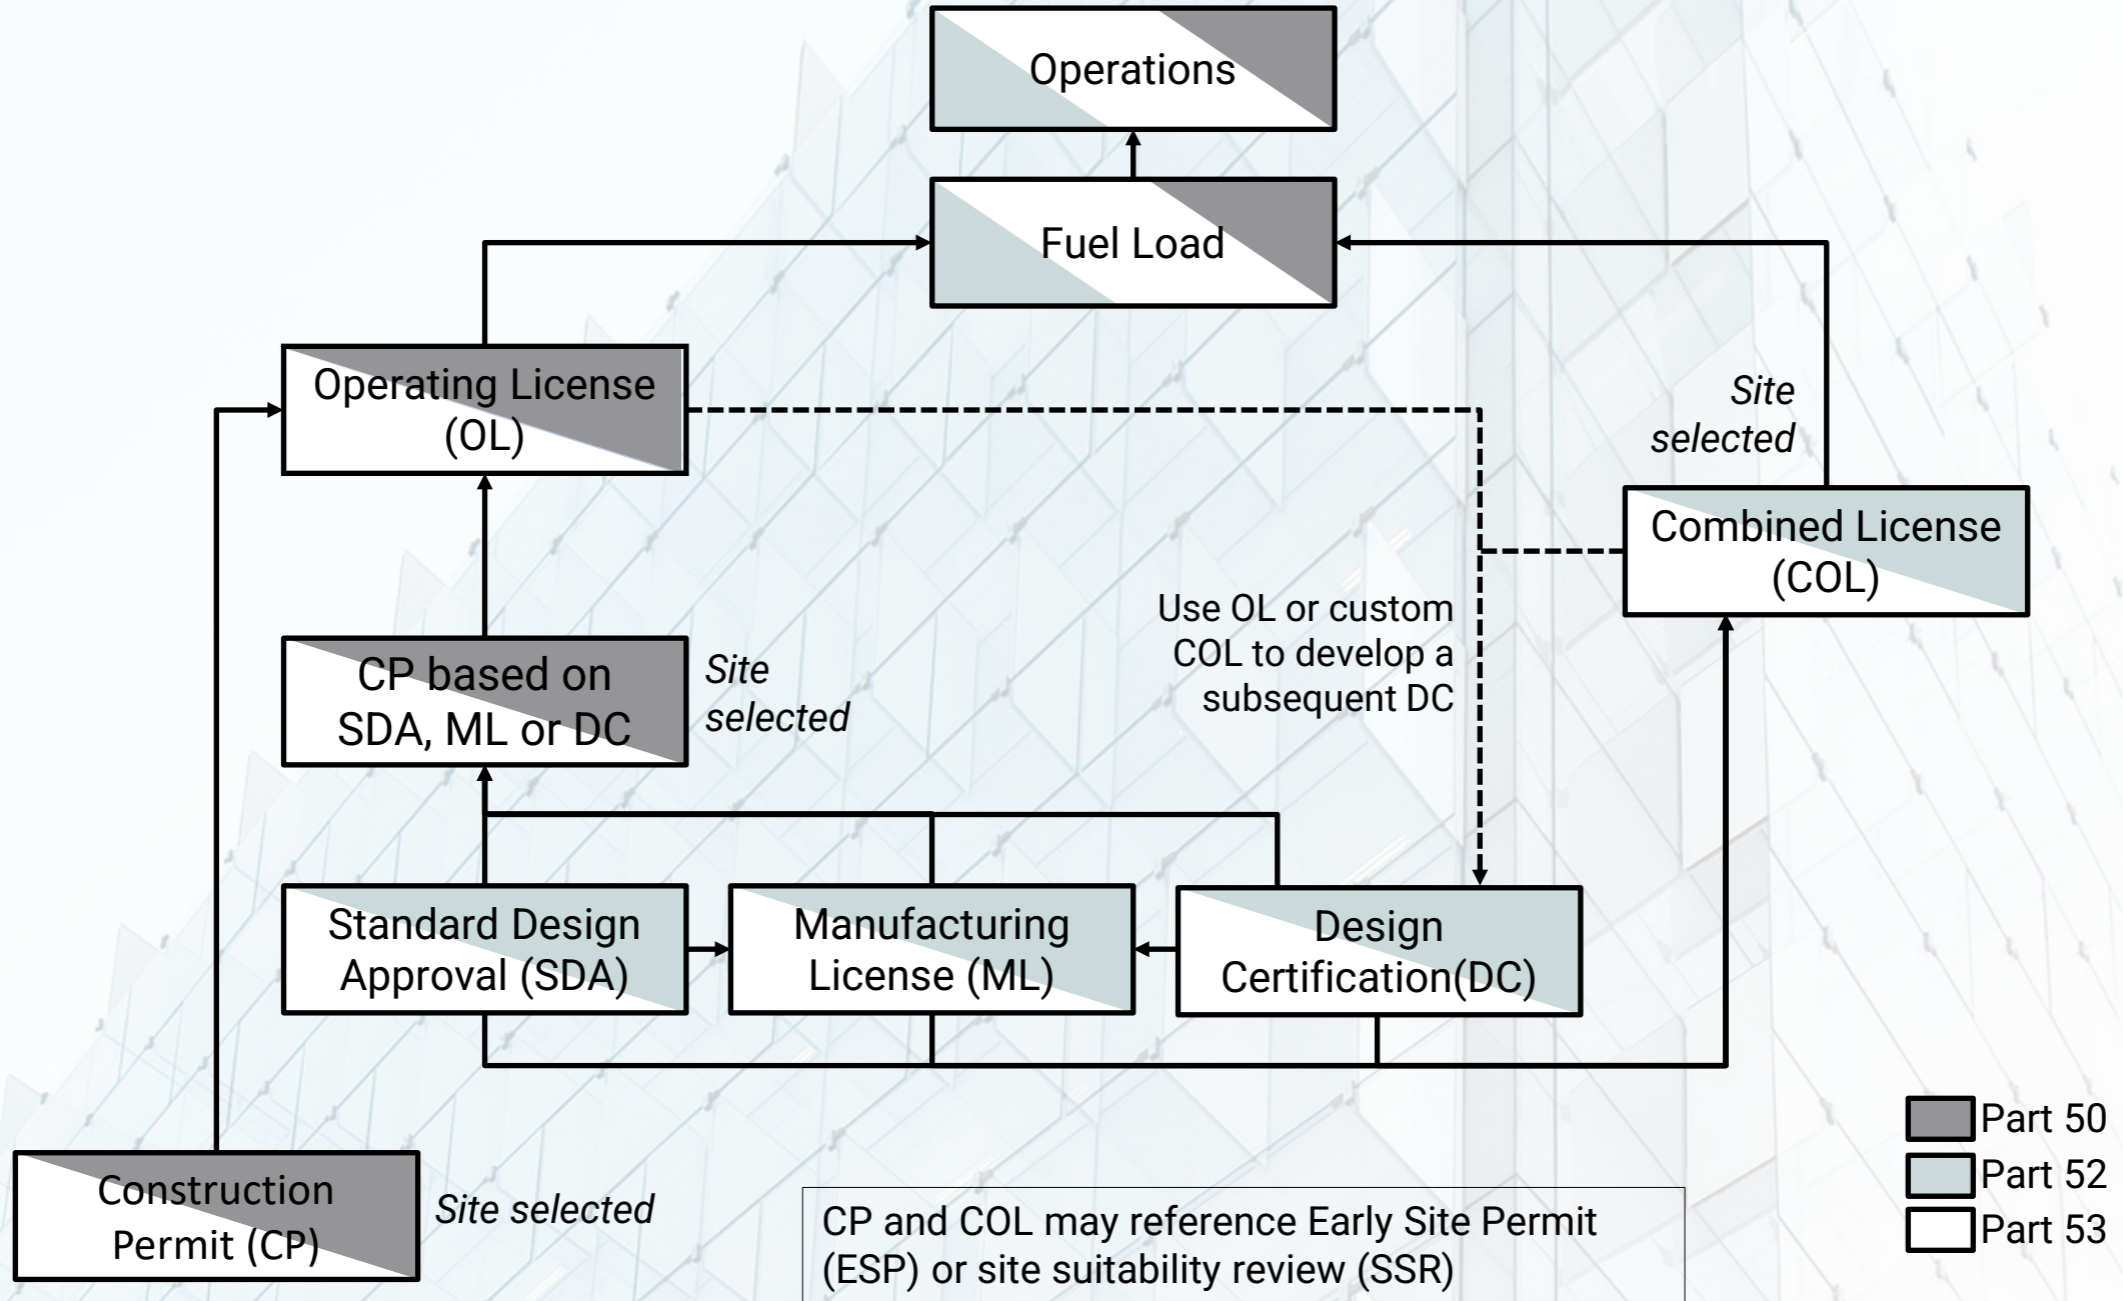 Operations
Fuel Load
Operating License
(OL)
Site
selected
Combined License
(COL)
Use OL or custom
COL to develop a
subsequent DC
CP based on
SDA, ML or DC
Site
selected
Standard Design
Approval (SDA)
Manufacturing
License (ML)
Design
Certification(DC)
Construction
Permit (CP)
Site selected
CP and COL may reference Early Site Permit
(ESP) or site suitability review (SSR)
Part 50
Part 52
Part 53